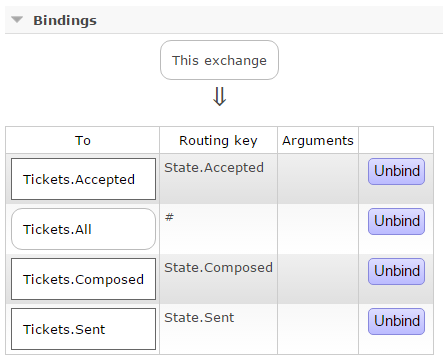 Bindings
This exchange
⇓
To Routing key Arguments
Tickets.Accepted State.Accepted Unbind
Tickets.All # Unbind
Tickets.Composed State.Composed Unbind
Tickets.Sent State.Sent Unbind